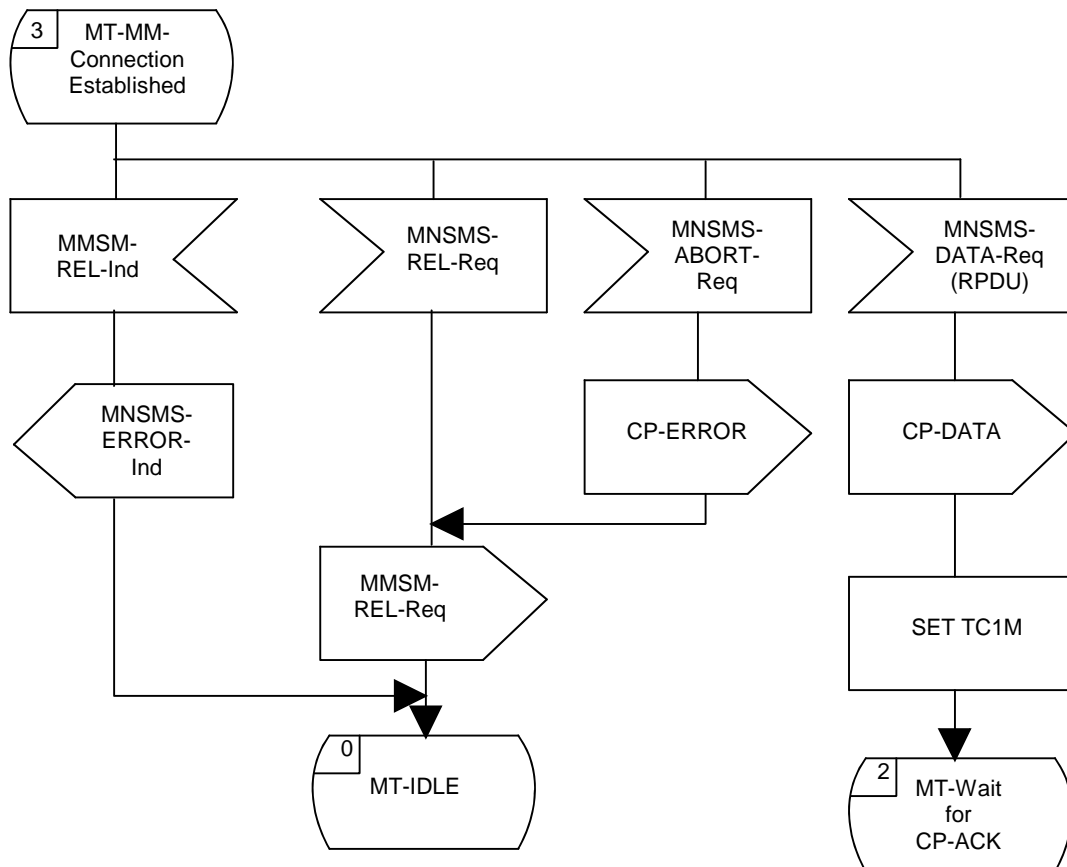 3
MT-MM-
Connection
Established
MMSM-
REL-Ind
MNSMS-
REL-Req
MNSMS-
ABORT-
Req
MNSMS-
DATA-Req
(RPDU)
MNSMS-
ERROR-
Ind
CP-ERROR
CP-DATA
MMSM-
REL-Req
SET TC1M
0
MT-IDLE
2
MT-Wait
for
CP-ACK